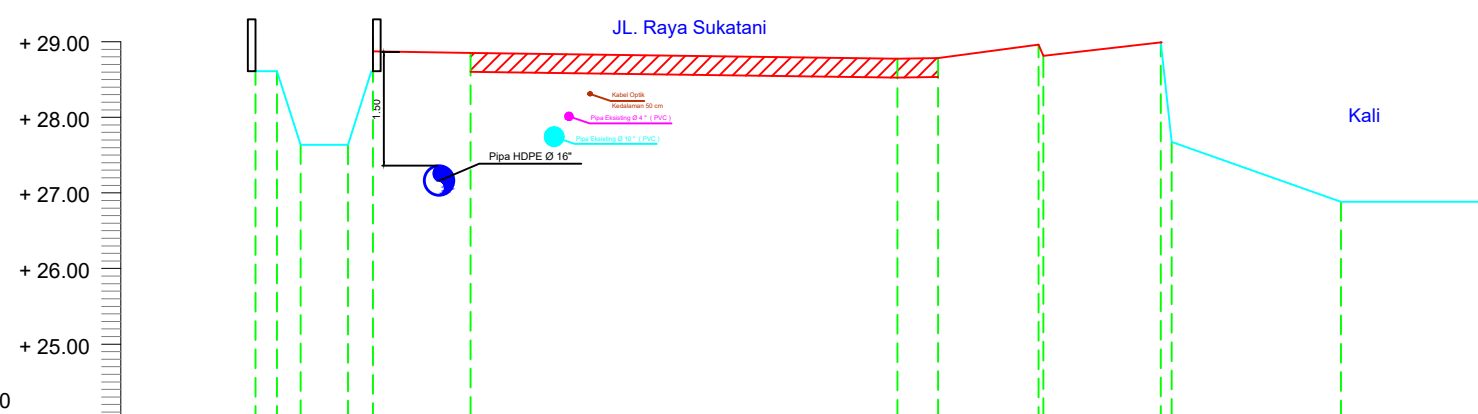 JL. Raya Sukatani
+ 29.00
Kabel Optik
Kedalaman 50 cm
1.50
+ 28.00
Pipa Eksisting Ø 4 " ( PVC )
Kali
Pipa Eksisting Ø 16 " ( PVC )
Pipa HDPE Ø 16"
+ 27.00
+ 26.00
+ 25.00
0